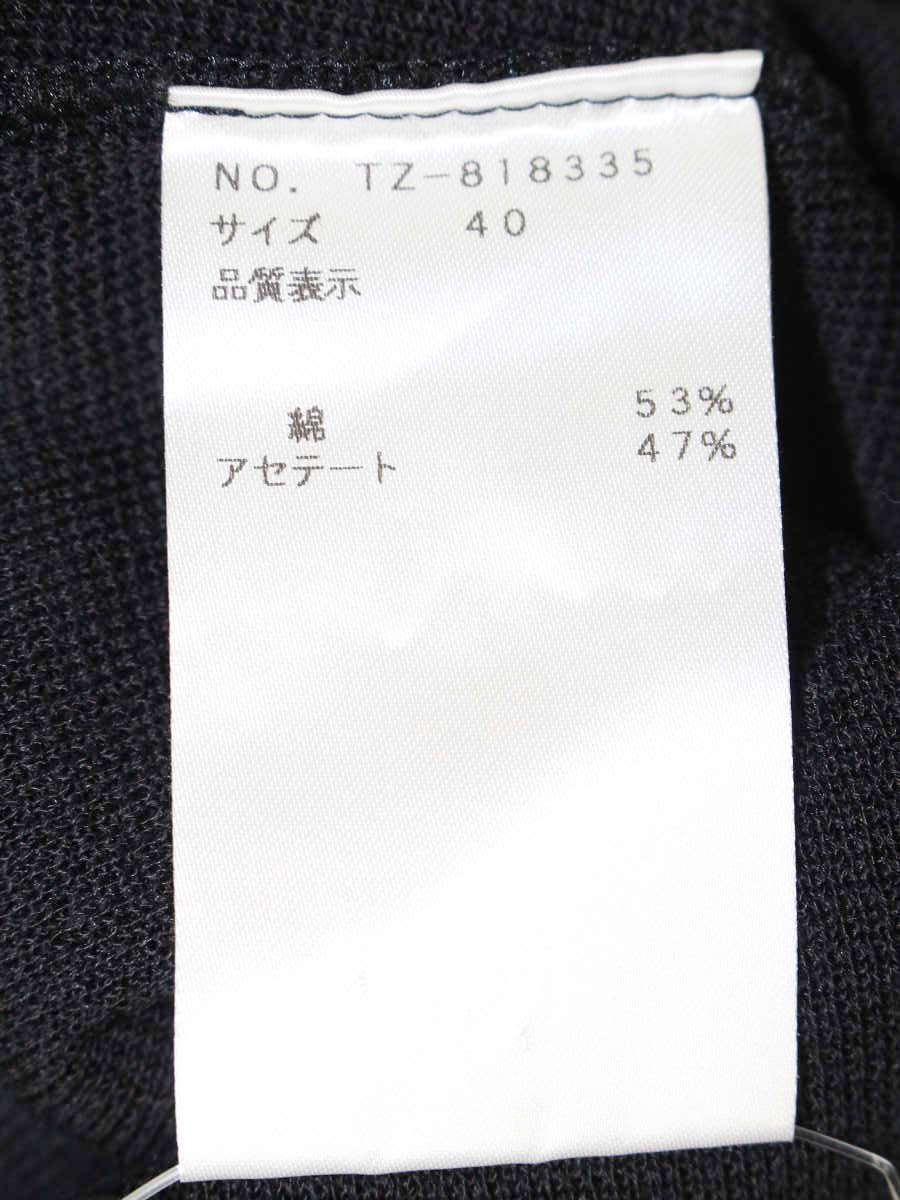 NO. TZ-818335
サイズ 40
品質表示
綿 53%
アセテート 47%